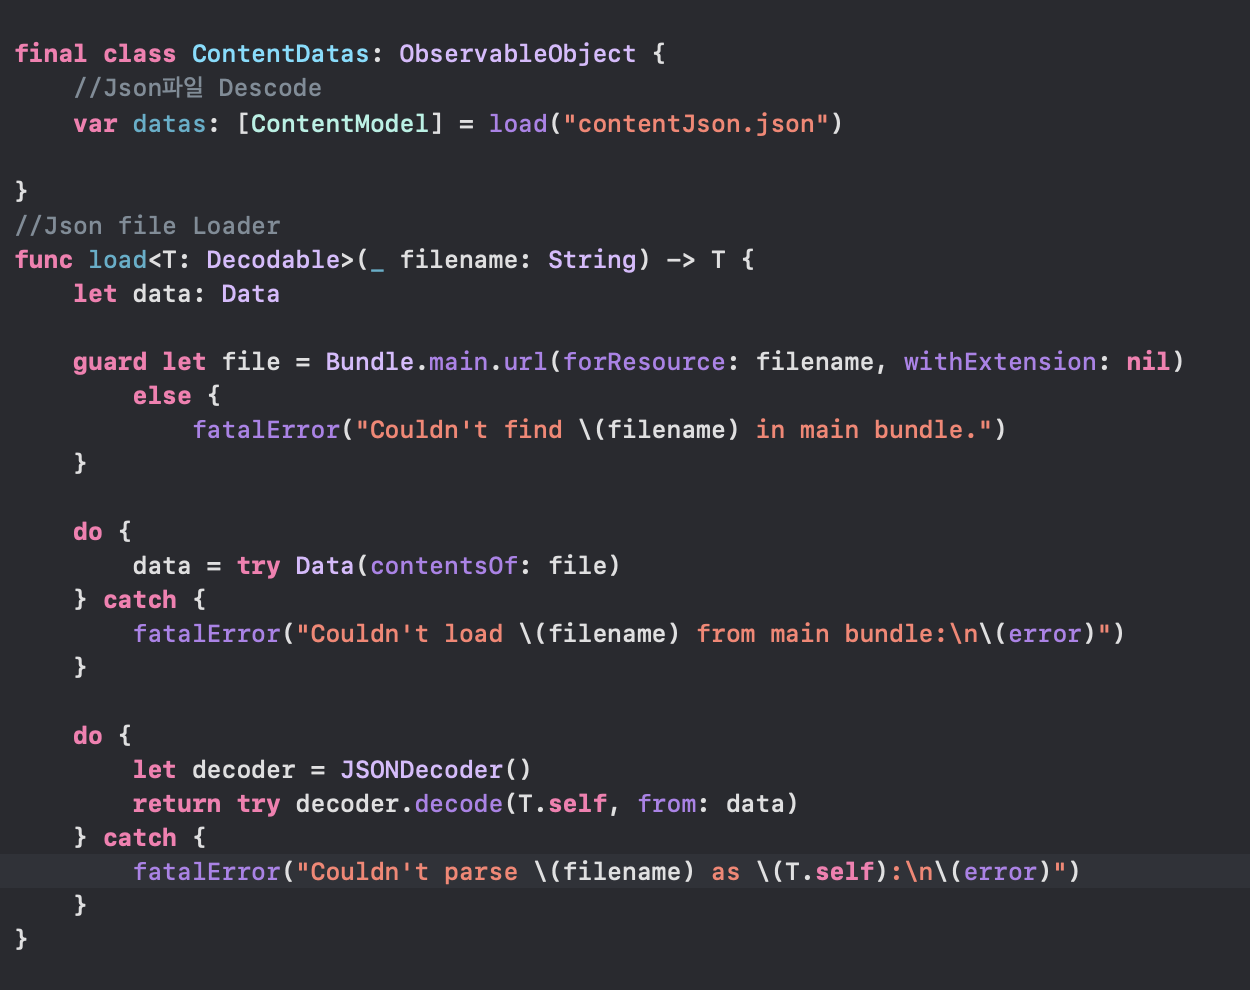 final class ContentDatas: ObservableObject {
    //Json파일 Descode
    var datas: [ContentModel] = load("contentJson.json")

}
//Json file Loader
func load<T: Decodable>(_ filename: String) -> T {
    let data: Data

    guard let file = Bundle.main.url(forResource: filename, withExtension: nil)
        else {
            fatalError("Couldn't find \(filename) in main bundle.")
    }

    do {
        data = try Data(contentsOf: file)
    } catch {
        fatalError("Couldn't load \(filename) from main bundle:\n\(error)")
    }

    do {
        let decoder = JSONDecoder()
        return try decoder.decode(T.self, from: data)
    } catch {
        fatalError("Couldn't parse \(filename) as \(T.self):\n\(error)")
    }
}